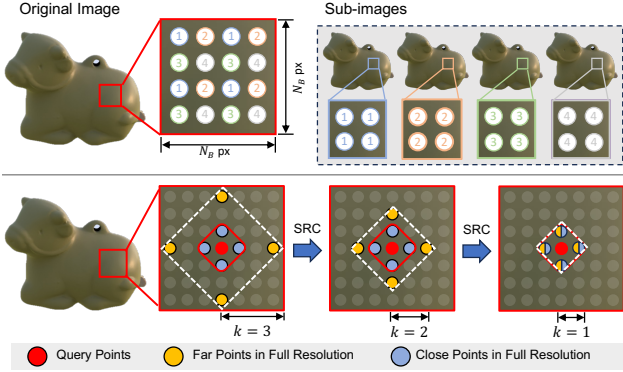 Original Image
Sub-images
1 2 1 2
3 4 3 4
1 2 1 2
3 4 3 4
N_B px
N_B px
1 1
1 1
2 2
2 2
3 3
3 3
4 4
4 4
SRC
SRC
k = 3
k = 2
k = 1
Query Points
Far Points in Full Resolution
Close Points in Full Resolution